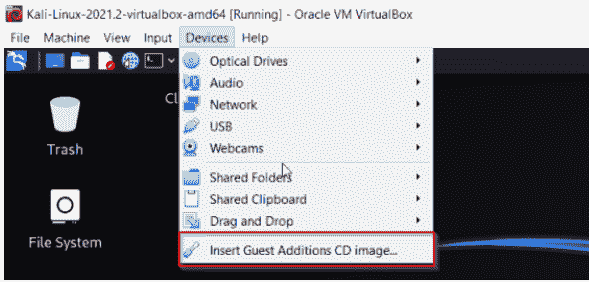 Kali-Linux-2021.2-virtualbox-amd64 [Running] - Oracle VM VirtualBox
File Machine View Input Devices Help
Optical Drives
Audio
Network
USB
Webcams
Shared Folders
Shared Clipboard
Drag and Drop
Insert Guest Additions CD image...
Cl
Trash
File System